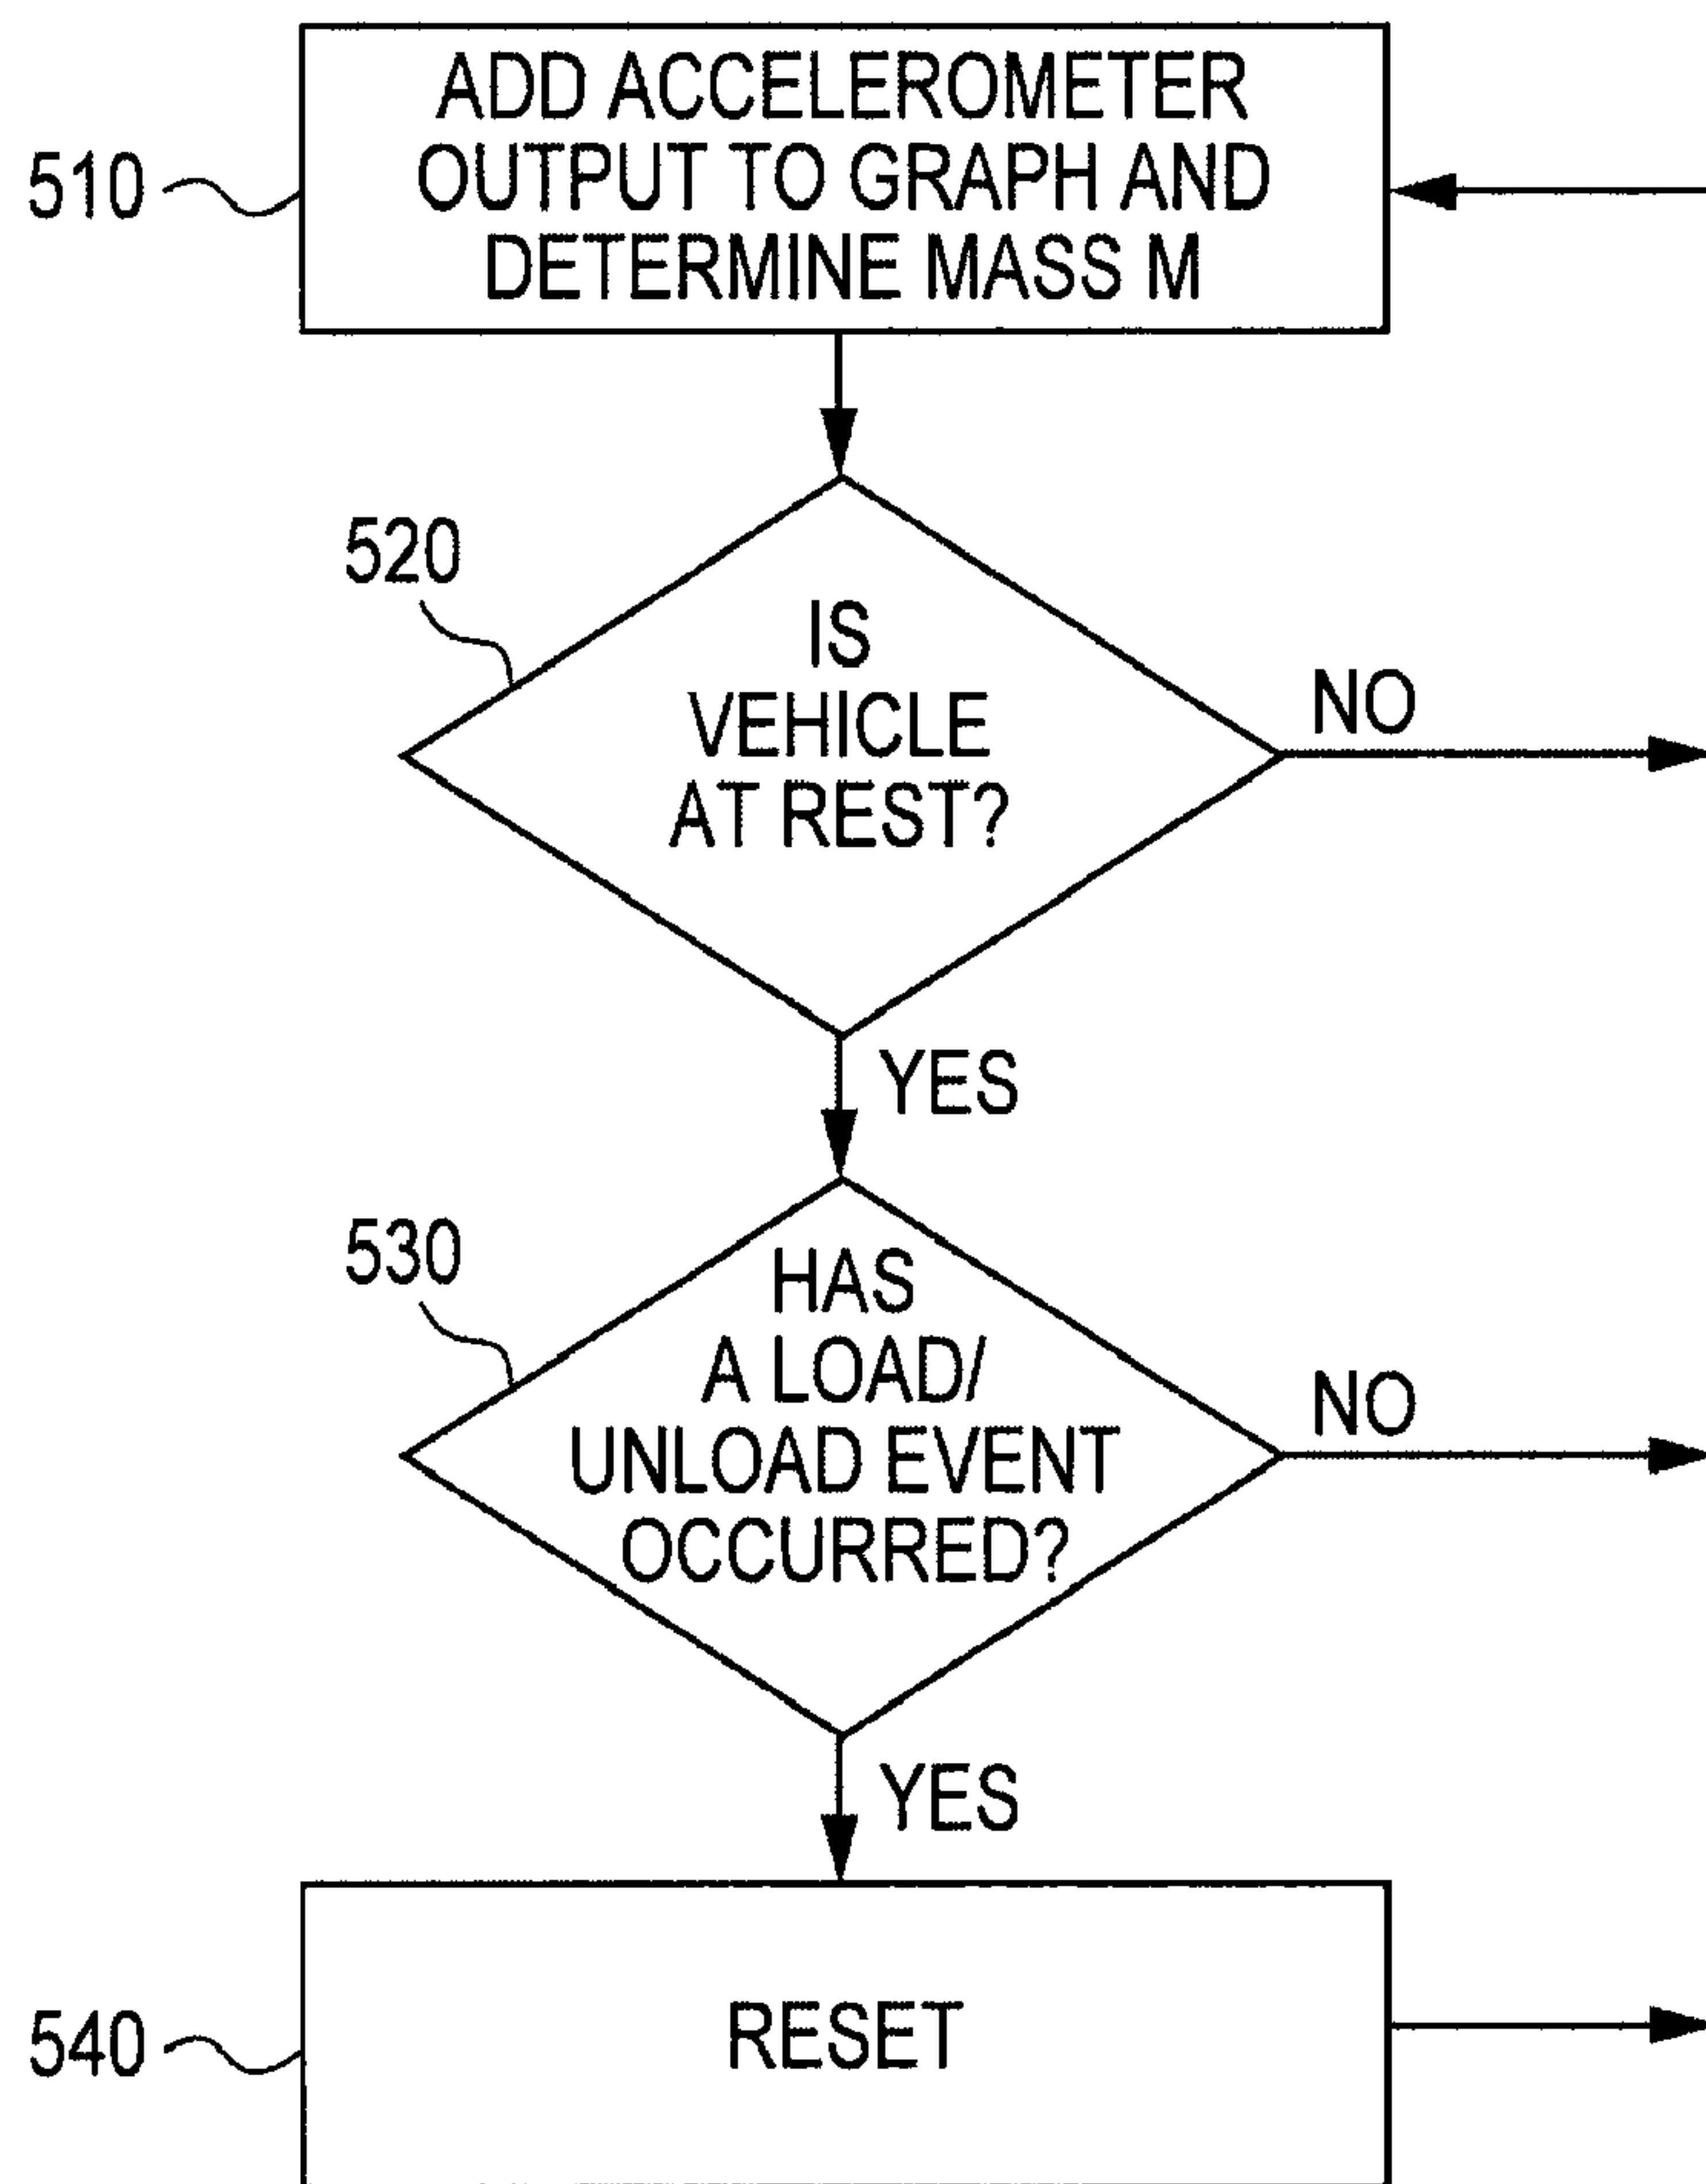 510
ADD ACCELEROMETER
OUTPUT TO GRAPH AND
DETERMINE MASS M
520
IS
VEHICLE
AT REST?
NO
YES
530
HAS
A LOAD/
UNLOAD EVENT
OCCURRED?
NO
YES
540
RESET